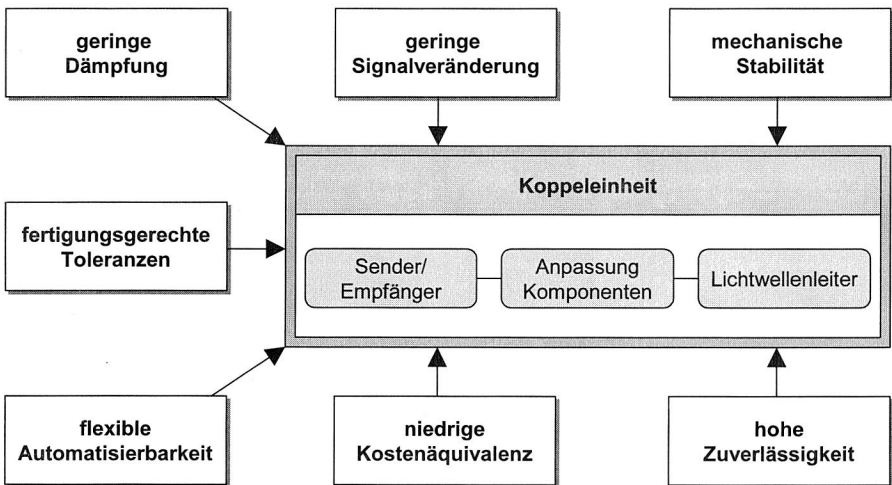 geringe
Dämpfung
geringe
Signalveränderung
mechanische
Stabilität
Koppeleinheit
fertigungsgerechte
Toleranzen
Sender/
Empfänger
Anpassung
Komponenten
Lichtwellenleiter
flexible
Automatisierbarkeit
niedrige
Kostenäquivalenz
hohe
Zuverlässigkeit